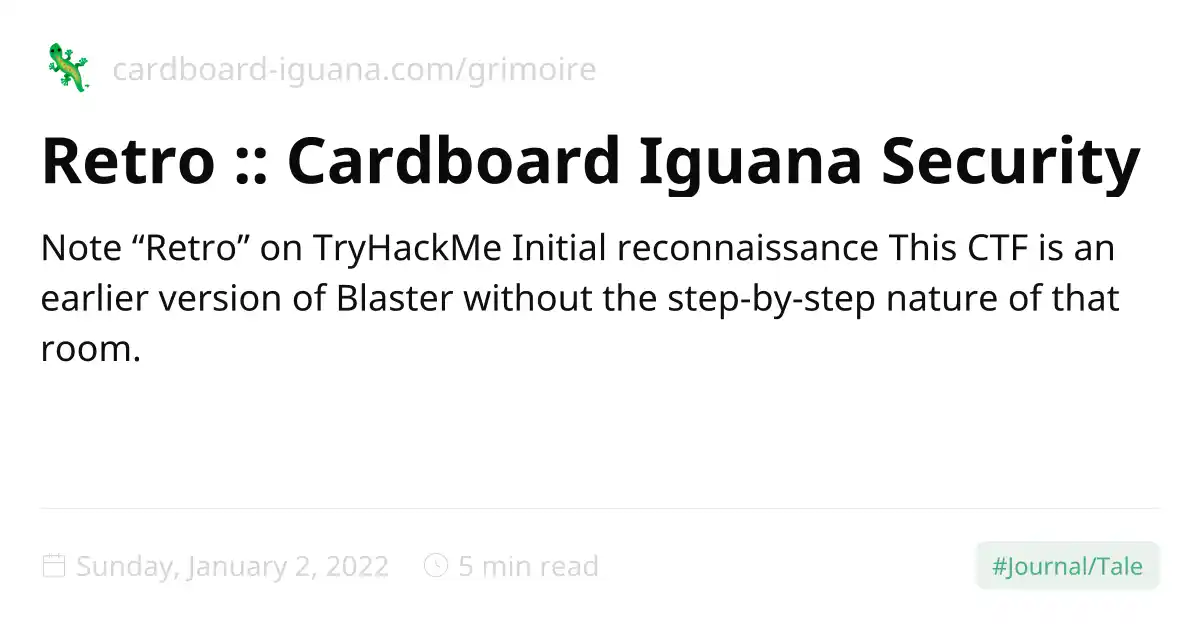 cardboard-iguana.com/grimoire
Retro :: Cardboard Iguana Security
Note “Retro” on TryHackMe Initial reconnaissance This CTF is an
earlier version of Blaster without the step-by-step nature of that
room.
Sunday, January 2, 2022 5 min read #Journal/Tale